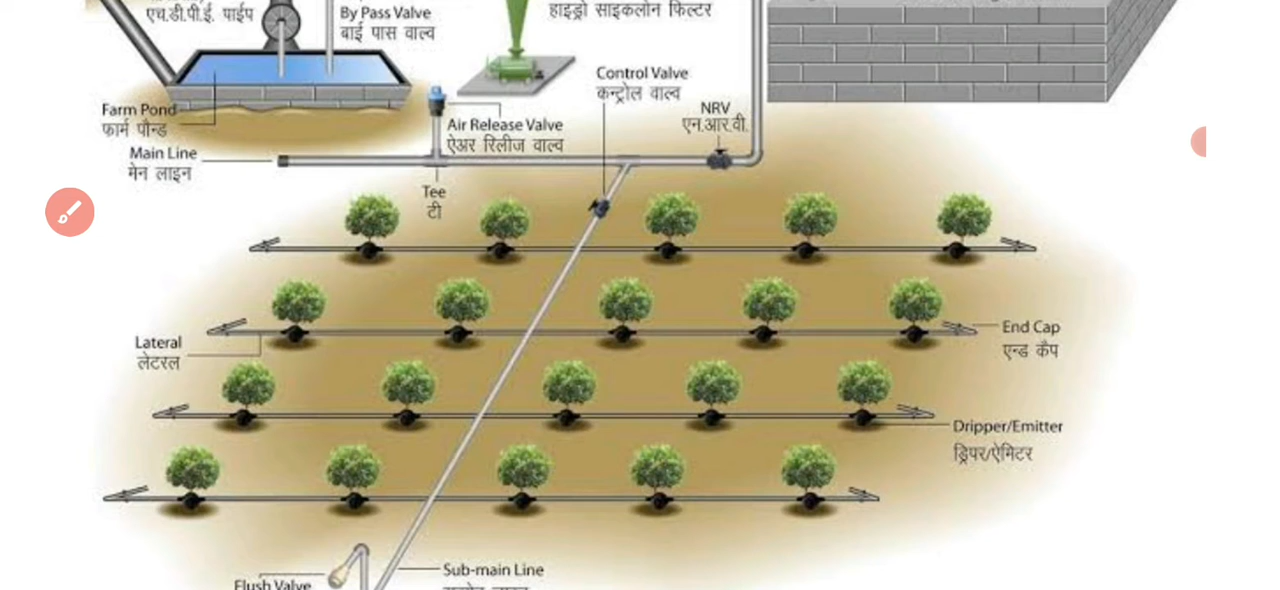 एच.डी.पी.ई. पाईप
By Pass Valve
बाई पास वाल्व
हाइड्रो साइकलोन फिल्टर
Control Valve
कन्ट्रोल वाल्व
Farm Pond
फार्म पौन्ड
Air Release Valve
ऐअर रिलीज वाल्व
NRV
एन.आर.वी.
Main Line
मेन लाइन
Tee
टी
Lateral
लेटरल
End Cap
एन्ड कैप
Dripper/Emitter
ड्रिपर/ऐमिटर
Sub-main Line
Flush Valve